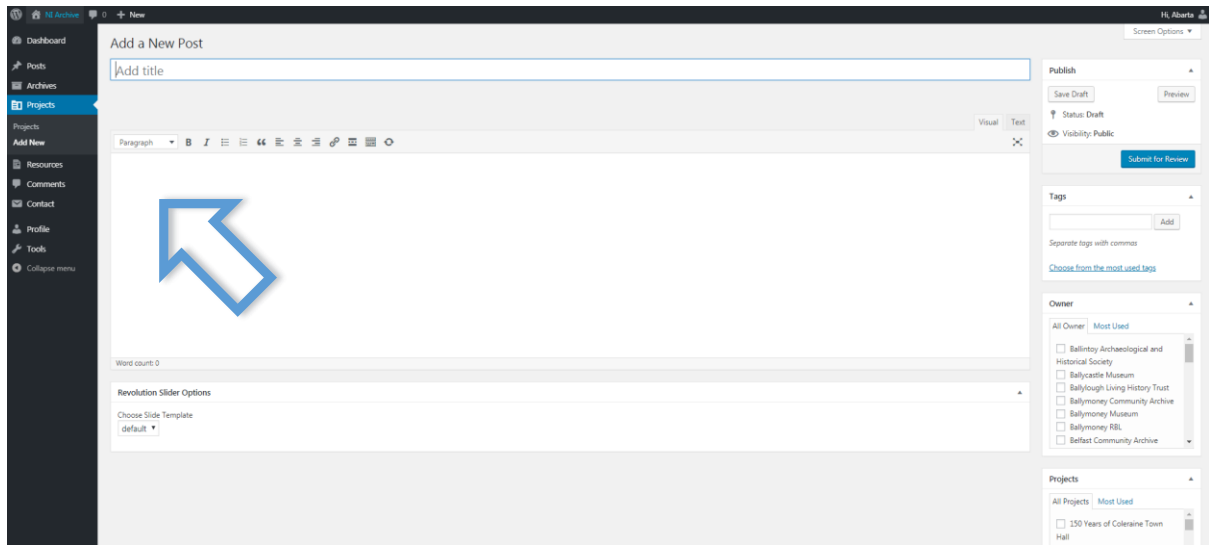 NI Archive 0 + New Hi, Abarta
Screen Options ▼
Dashboard
Posts
Archives
Projects
Projects
Add New
Resources
Comments
Contact
Profile
Tools
Collapse menu
Add a New Post
Add title
Visual Text
Paragraph B I
Word count: 0
Revolution Slider Options
Choose Slide Template
default
Publish
Save Draft Preview
Status: Draft
Visibility: Public
Submit for Review
Tags
Add
Separate tags with commas
Choose from the most used tags
Owner
All Owner Most Used
Ballintoy Archaeological and
Historical Society
Ballycastle Museum
Ballylough Living History Trust
Ballymoney Community Archive
Ballymoney Museum
Ballymoney RBL
Belfast Community Archive
Projects
All Projects Most Used
150 Years of Coleraine Town
Hall